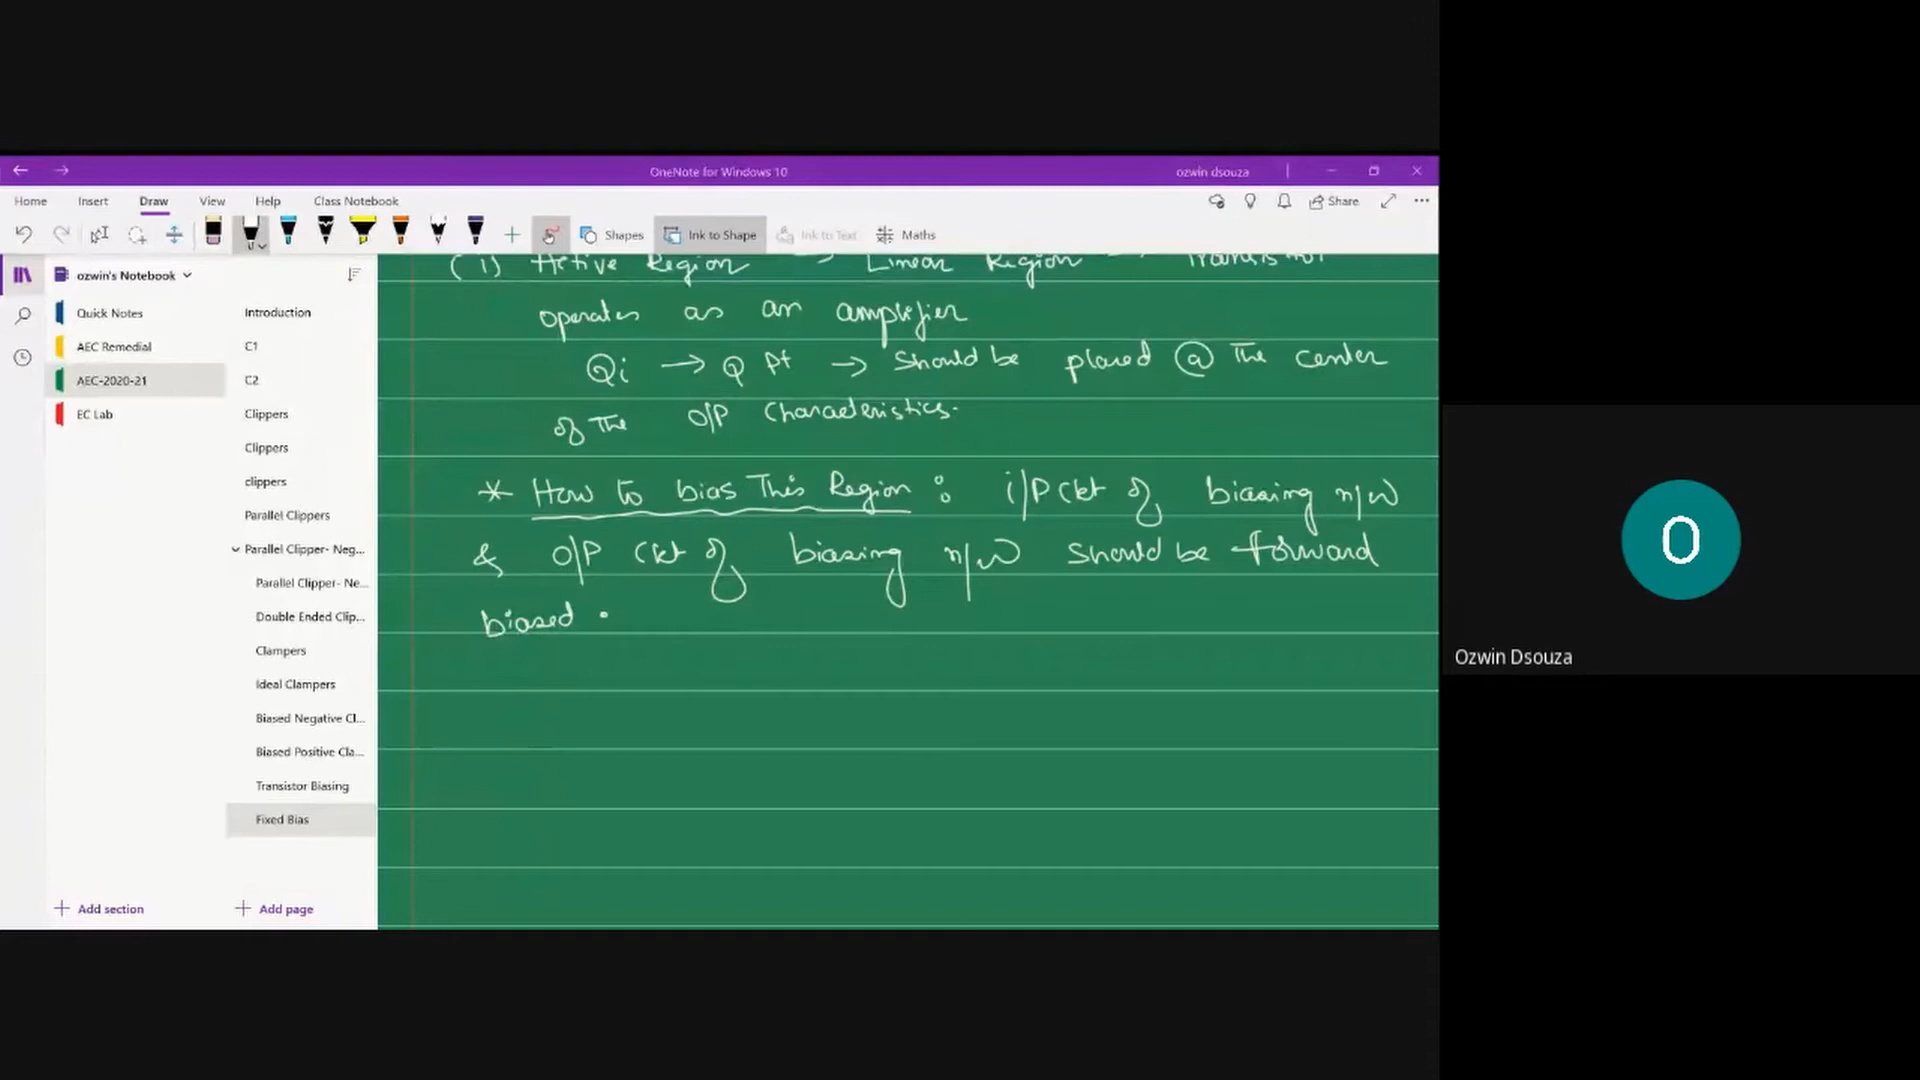 OneNote for Windows 10
ozwin dsouza
Home Insert Draw View Help Class Notebook
Share
Shapes Ink to Shape Ink to Text Maths
ozwin's Notebook
Quick Notes
AEC Remedial
AEC-2020-21
EC Lab
Introduction
C1
C2
Clippers
Clippers
clippers
Parallel Clippers
Parallel Clipper- Neg...
Parallel Clipper- Ne...
Double Ended Clip...
Clampers
Ideal Clampers
Biased Negative Cl...
Biased Positive Cla...
Transistor Biasing
Fixed Bias
+ Add section
+ Add page
(1) Active Region → Linear Region → Transistor
operates as an amplifier
Qi → Q Pt → Should be placed @ The center
of The O/P Characteristics.
* How to bias This Region : i/P Ckt of biasing n/w
& O/P Ckt of biasing n/w should be forward
biased .
O
Ozwin Dsouza